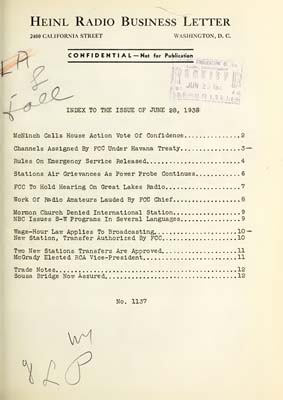 HEINL RADIO BUSINESS LETTER
2400 CALIFORNIA STREET WASHINGTON, D. C.
CONFIDENTIAL—Not for Publication
INDEX TO THE ISSUE OF JUNE 28, 1938
McNinch Calls House Action Vote Of Confidence...............2
Channels Assigned By FCC Under Havana Treaty................3
Rules On Emergency Service Released.........................4
Stations Air Grievances As Power Probe Continues............6
FCC To Hold Hearing On Great Lakes Radio....................7
Work Of Radio Amateurs Lauded By FCC Chief..................8
Mormon Church Denied International Station..................9
NBC Issues S-W Programs In Several Languages................9
Wage-Hour Law Applies To Broadcasting......................10
New Station, Transfer Authorized By FCC....................10
Two New Stations Transfers Are Approved....................11
McGrady Elected RCA Vice-President.........................11
Trade Notes................................................12
Sousa Bridge Now Assured...................................12
No. 1137